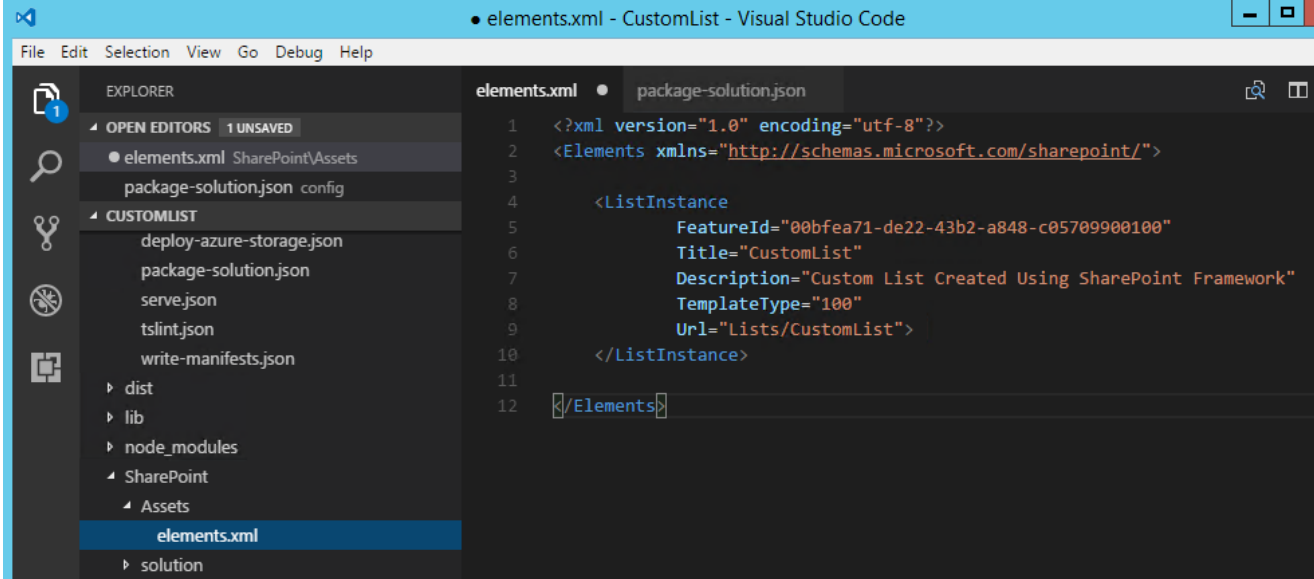 ● elements.xml - CustomList - Visual Studio Code
File Edit Selection View Go Debug Help
1
EXPLORER
OPEN EDITORS 1 UNSAVED
elements.xml SharePoint\Assets
package-solution.json config
CUSTOMLIST
deploy-azure-storage.json
package-solution.json
serve.json
tslint.json
write-manifests.json
dist
lib
node_modules
SharePoint
Assets
elements.xml
solution
elements.xml ● package-solution.json
1 <?xml version="1.0" encoding="utf-8"?>
2 <Elements xmlns="http://schemas.microsoft.com/sharepoint/">
3
4 <ListInstance
5 FeatureId="00bfea71-de22-43b2-a848-c05709900100"
6 Title="CustomList"
7 Description="Custom List Created Using SharePoint Framework"
8 TemplateType="100"
9 Url="Lists/CustomList">
10 </ListInstance>
11
12 </Elements>